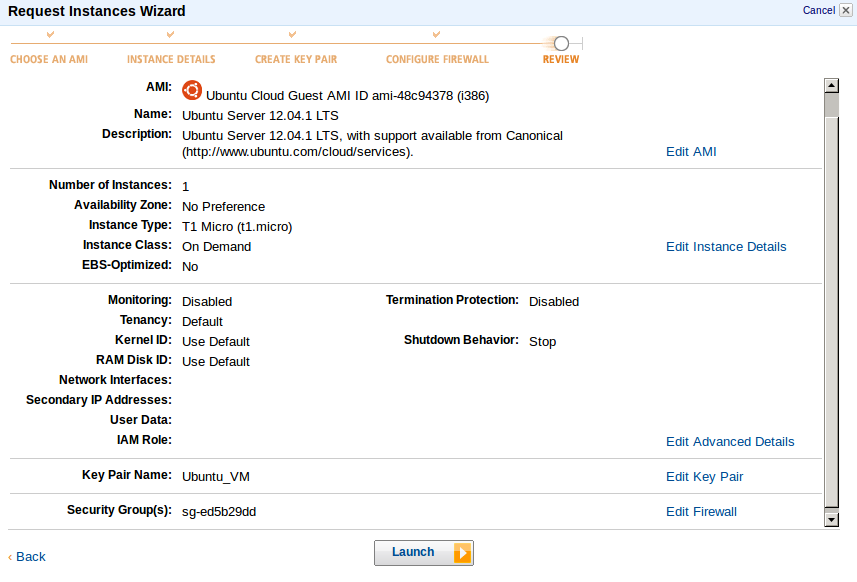 Request Instances Wizard
Cancel
CHOOSE AN AMI INSTANCE DETAILS CREATE KEY PAIR CONFIGURE FIREWALL REVIEW
AMI: Ubuntu Cloud Guest AMI ID ami-48c94378 (i386)
Name: Ubuntu Server 12.04.1 LTS
Description: Ubuntu Server 12.04.1 LTS, with support available from Canonical
(http://www.ubuntu.com/cloud/services). Edit AMI
Number of Instances: 1
Availability Zone: No Preference
Instance Type: T1 Micro (t1.micro)
Instance Class: On Demand Edit Instance Details
EBS-Optimized: No
Monitoring: Disabled Termination Protection: Disabled
Tenancy: Default
Kernel ID: Use Default Shutdown Behavior: Stop
RAM Disk ID: Use Default
Network Interfaces:
Secondary IP Addresses:
User Data:
IAM Role: Edit Advanced Details
Key Pair Name: Ubuntu_VM Edit Key Pair
Security Group(s): sg-ed5b29dd Edit Firewall
‹ Back Launch